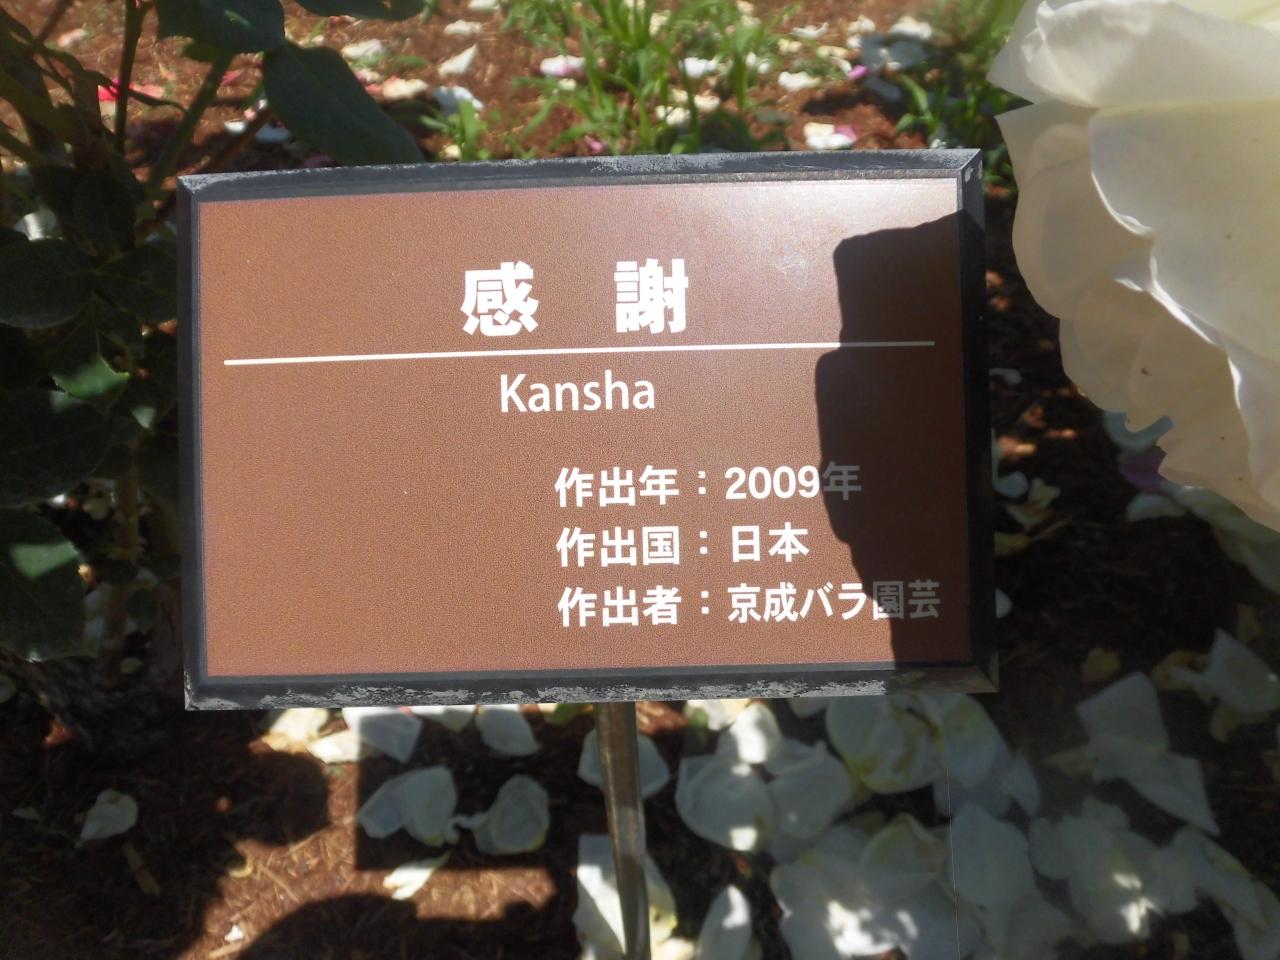 感 謝
Kansha
作出年：2009年
作出国：日本
作出者：京成バラ園芸